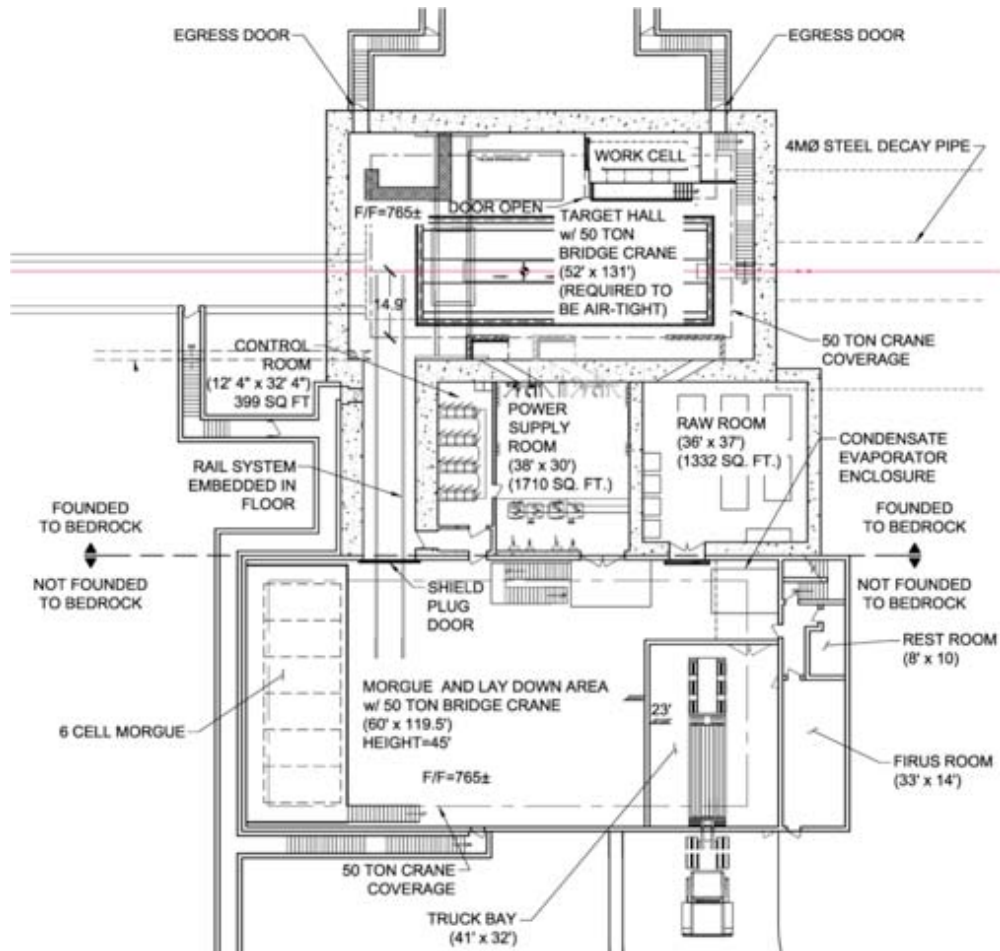 EGRESS DOOR
EGRESS DOOR
4MØ STEEL DECAY PIPE
WORK CELL
DOOR OPEN
F/F=765±
TARGET HALL
w/ 50 TON
BRIDGE CRANE
(52' x 131')
(REQUIRED TO
BE AIR-TIGHT)
14.9'
50 TON CRANE
COVERAGE
CONTROL
ROOM
(12' 4" x 32' 4")
399 SQ FT
POWER
SUPPLY
ROOM
(38' x 30')
(1710 SQ. FT.)
RAW ROOM
(36' x 37')
(1332 SQ. FT.)
CONDENSATE
EVAPORATOR
ENCLOSURE
RAIL SYSTEM
EMBEDDED IN
FLOOR
FOUNDED
TO BEDROCK
NOT FOUNDED
TO BEDROCK
FOUNDED
TO BEDROCK
NOT FOUNDED
TO BEDROCK
SHIELD
PLUG
DOOR
REST ROOM
(8' x 10)
6 CELL MORGUE
MORGUE AND LAY DOWN AREA
w/ 50 TON BRIDGE CRANE
(60' x 119.5')
HEIGHT=45'
F/F=765±
23'
FIRUS ROOM
(33' x 14')
50 TON CRANE
COVERAGE
TRUCK BAY
(41' x 32')